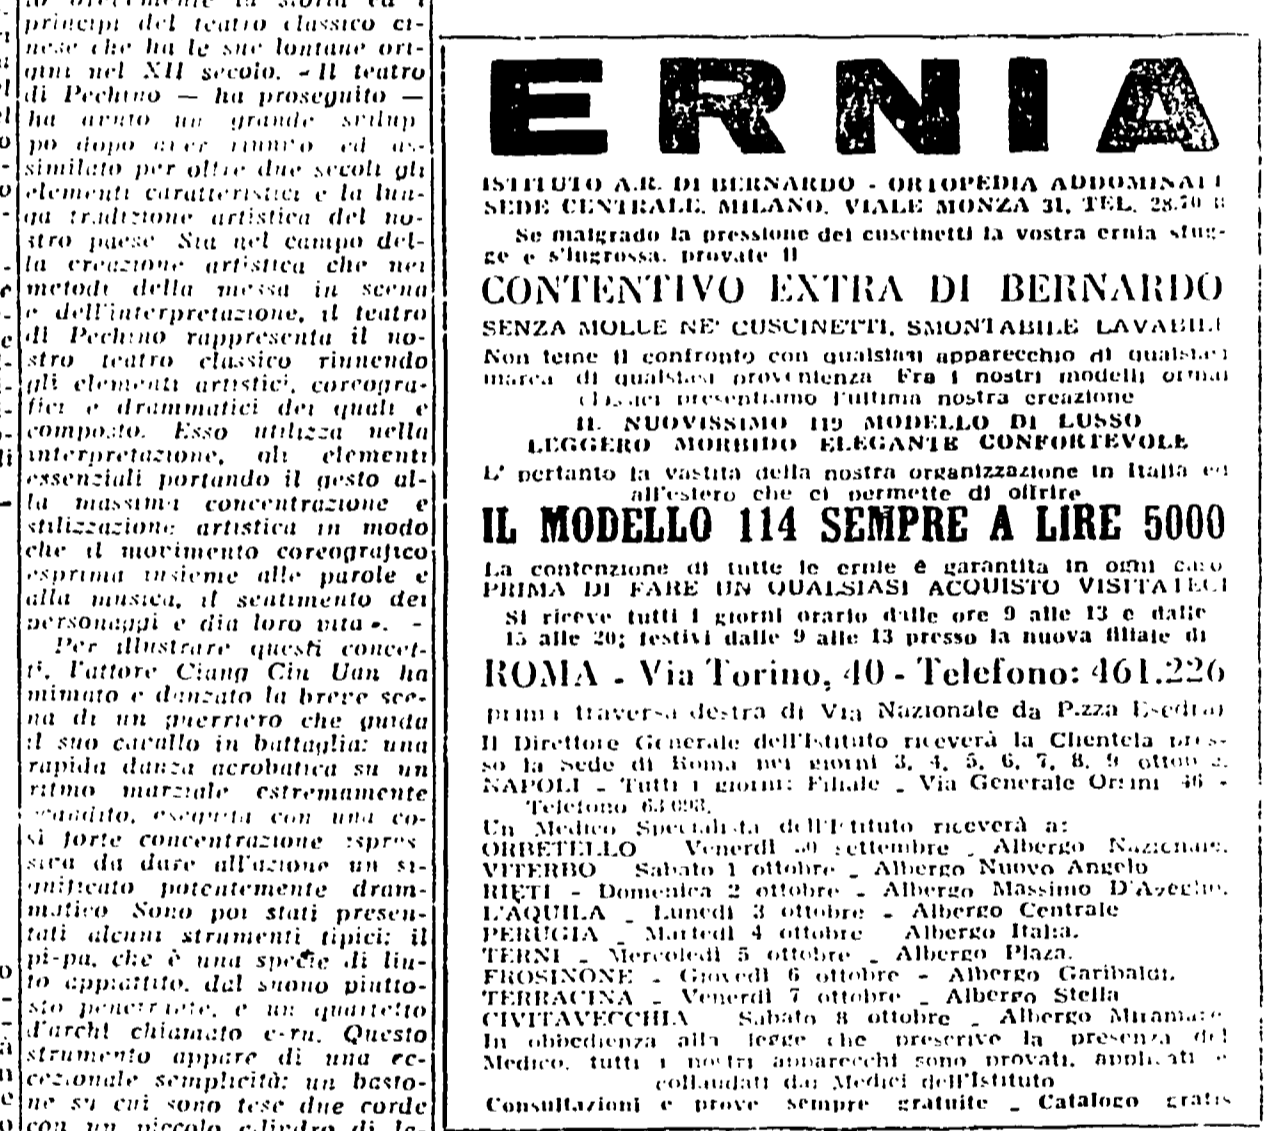 principi del teatro classico ci-
nese che ha le sue lontane ori-
gini nel XII secolo. «Il teatro
di Pechino — ha proseguito —
ha avuto un grande svilup
po dopo aver riunito ed as-
similato per oltre due secoli gli
elementi caratteristici e la lun-
ga tradizione artistica del no-
stro paese Sia nel campo del-
la creazione artistica che nei
metodi della messa in scena
e dell'interpretazione, il teatro
di Pechino rappresenta il no-
stro teatro classico riunendo
gli elementi artistici, coreogra-
fici e drammatici dei quali e
composto. Esso utilizza nella
interpretazione, gli elementi
essenziali portando il gesto al-
la massima concentrazione e
stilizzazione artistica in modo
che il movimento coreografico
esprima insieme alle parole e
alla musica, il sentimento dei
personaggi e dia loro vita». -
Per illustrare questi concet-
ti, l'attore Ciang Ciu Uan ha
mimato e danzato la breve sce-
na di un guerriero che guida
il suo cavallo in battaglia: una
rapida danza acrobatica su un
ritmo marziale estremamente
eseguita con una co-
sì forte concentrazione espres
siva da dare all'azione un si-
gnificato potentemente dram-
matico Sono poi stati presen-
tati alcuni strumenti tipici: il
pi-pa, che è una specie di liu-
to appiattito, dal suono piutto-
sto penetrante, e un quartetto
d'archi chiamato e-ru. Questo
strumento appare di una ec-
cezionale semplicità: un basto-
ne su cui sono tese due corde
con un piccolo cilindro di le-
ERNIA
ISTITUTO A.R. DI BERNARDO - ORTOPEDIA ADDOMINALE
SEDE CENTRALE. MILANO. VIALE MONZA 31. TEL.
Se malgrado la pressione dei cuscinetti la vostra ernia sfug-
ge e s'ingrossa. provate il
CONTENTIVO EXTRA DI BERNARDO
SENZA MOLLE NE' CUSCINETTI, SMONTABILE LAVABILE
Non teme il confronto con qualsiasi apparecchio di qualsiasi
marca di qualsiasi provenienza Fra i nostri modelli ormai
classici presentiamo l'ultima nostra creazione
IL NUOVISSIMO 119 MODELLO DI LUSSO
LEGGERO MORBIDO ELEGANTE CONFORTEVOLE
E' pertanto la vastità della nostra organizzazione in Italia ed
all'estero che ci permette di offrire
IL MODELLO 114 SEMPRE A LIRE 5000
La contenzione di tutte le ernie è garantita in ogni caso
PRIMA DI FARE UN QUALSIASI ACQUISTO VISITATECI
Si riceve tutti i giorni orario dalle ore 9 alle 13 e dalle
15 alle 20; festivi dalle 9 alle 13 presso la nuova filiale di
ROMA - Via Torino, 40 - Telefono: 461.226
prima traversa destra di Via Nazionale da P.zza Esedra)
Il Direttore Generale dell'Istituto riceverà la Clientela pres-
so la Sede di Roma nei giorni 3, 4, 5, 6, 7, 8, 9 ottobre.
NAPOLI - Tutti i giorni: Filiale - Via Generale Orsini 46 -
Telefono 63.093.
Un Medico Specialista dell'Istituto riceverà a:
ORBETELLO Venerdì 30 settembre - Albergo Nazionale.
VITERBO Sabato 1 ottobre - Albergo Nuovo Angelo
RIETI - Domenica 2 ottobre - Albergo Massimo D'Azeglio.
L'AQUILA - Lunedì 3 ottobre - Albergo Centrale
PERUGIA - Martedì 4 ottobre - Albergo Italia.
TERNI - Mercoledì 5 ottobre - Albergo Plaza.
FROSINONE - Giovedì 6 ottobre - Albergo Garibaldi.
TERRACINA - Venerdì 7 ottobre - Albergo Stella
CIVITAVECCHIA Sabato 8 ottobre - Albergo Miramare
In obbedienza alla legge che prescrive la presenza del
Medico, tutti i nostri apparecchi sono provati, applicati e
collaudati dai Medici dell'Istituto
Consultazioni e prove sempre gratuite - Catalogo gratis